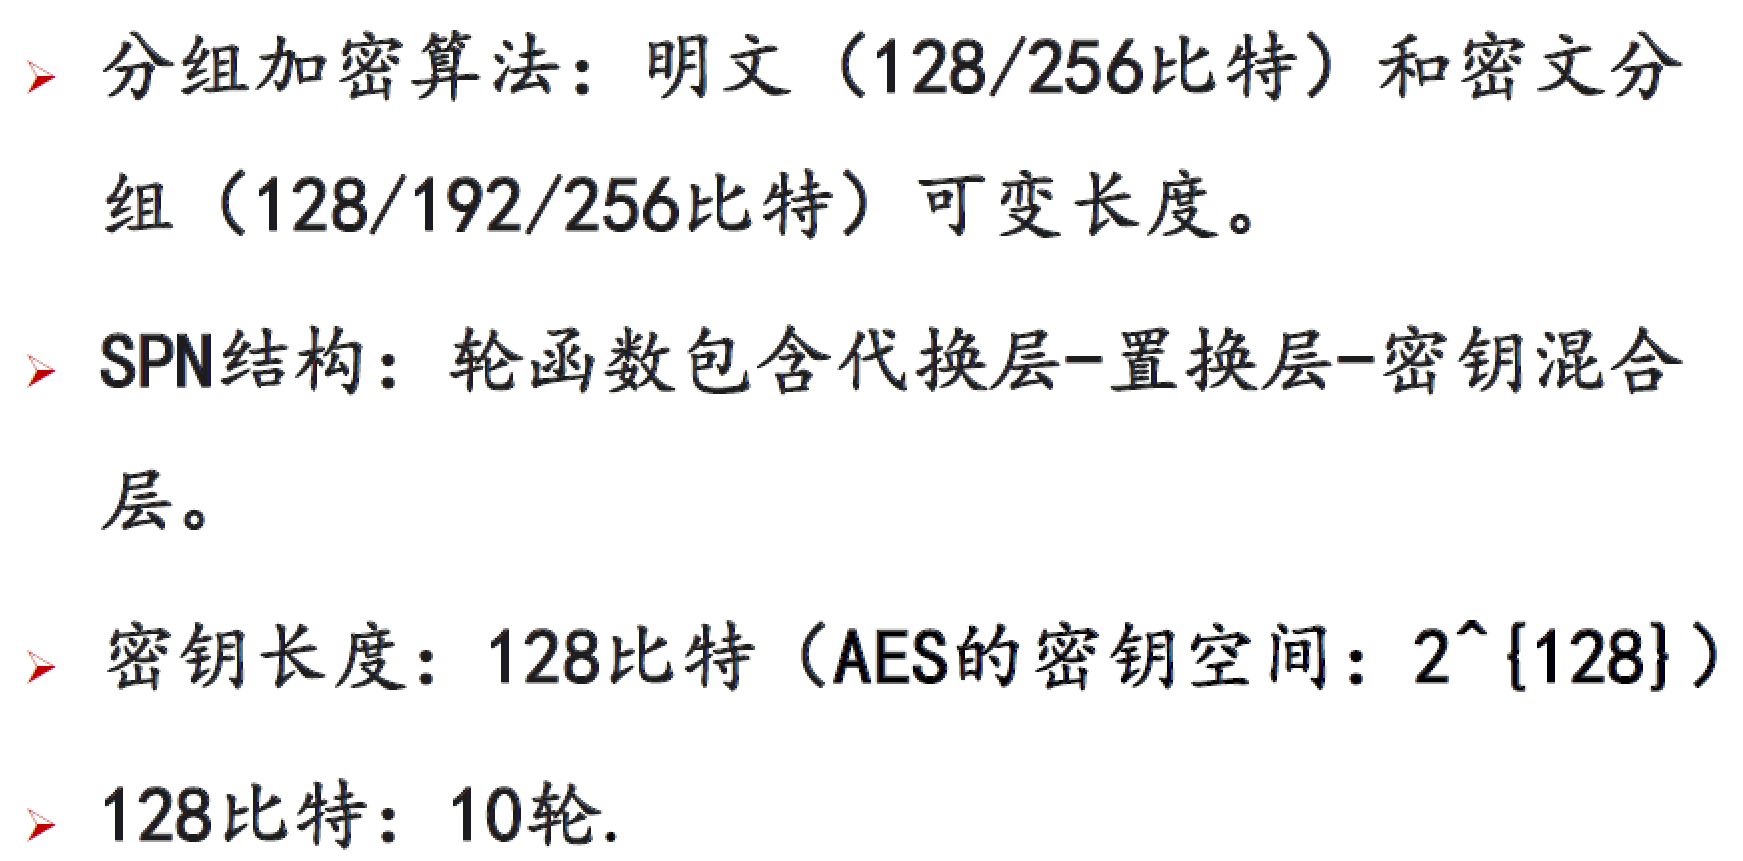 ➢ 分组加密算法：明文（128/256比特）和密文分
组（128/192/256比特）可变长度。
➢ SPN结构：轮函数包含代换层-置换层-密钥混合
层。
➢ 密钥长度：128比特（AES的密钥空间：2^{128}）
➢ 128比特：10轮.